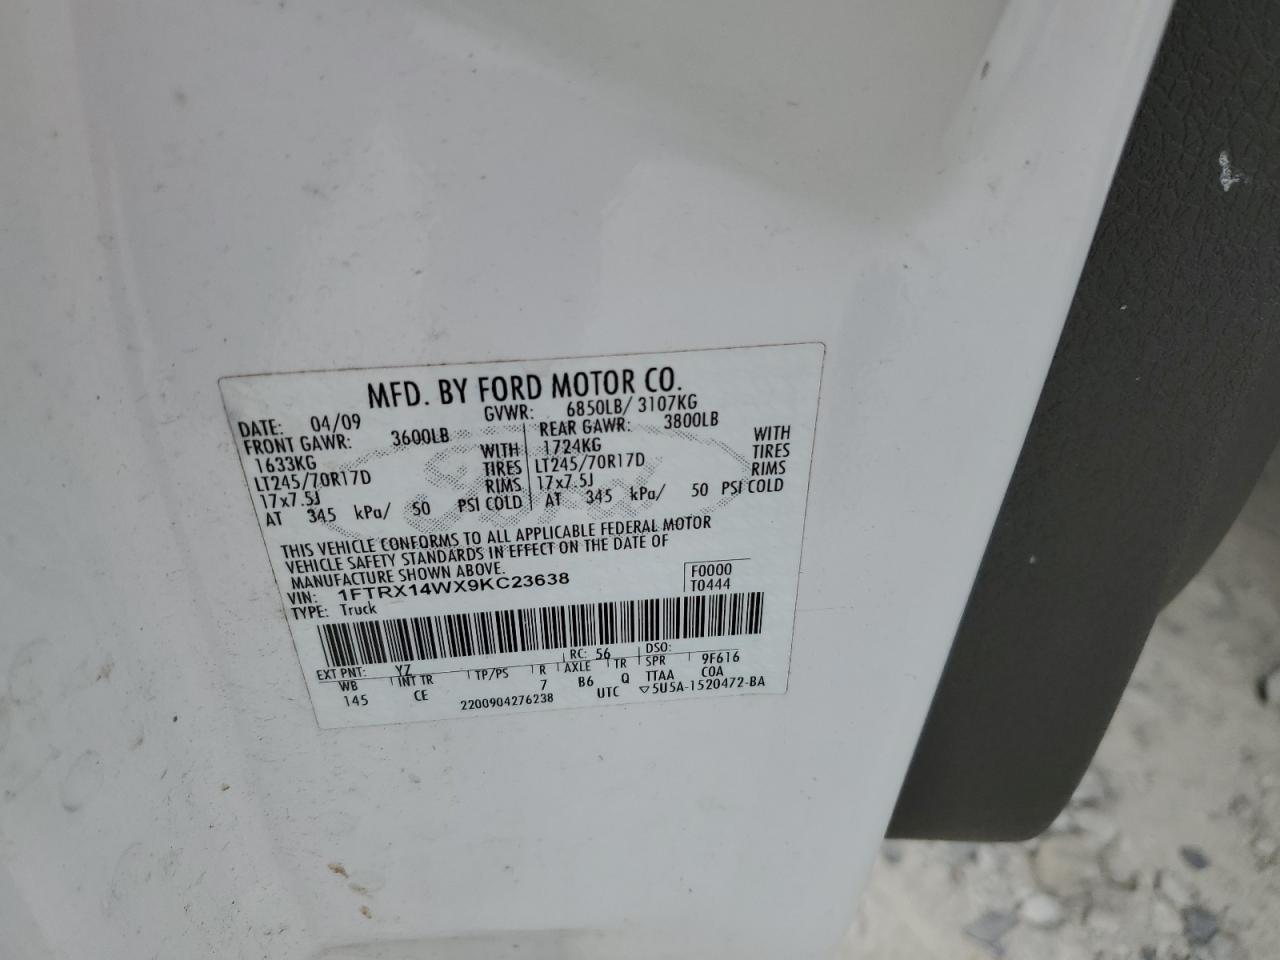 MFD. BY FORD MOTOR CO.
DATE: 04/09 GVWR: 6850LB/ 3107KG
FRONT GAWR: 3600LB REAR GAWR: 3800LB
1633KG WITH 1724KG WITH
LT245/70R17D TIRES LT245/70R17D TIRES
17x7.5J RIMS 17x7.5J RIMS
AT 345 kPa/ 50 PSI COLD AT 345 kPa/ 50 PSI COLD
Ford
THIS VEHICLE CONFORMS TO ALL APPLICABLE FEDERAL MOTOR
VEHICLE SAFETY STANDARDS IN EFFECT ON THE DATE OF
MANUFACTURE SHOWN ABOVE.
VIN: 1FTRX14WX9KC23638 F0000
TYPE: Truck T0444
EXT PNT: YZ RC: 56 DSO:
WB INT TR TP/PS R AXLE TR SPR 9F616
145 CE 7 B6 Q TTAA COA
2200904276238 UTC ▽5U5A-1520472-BA